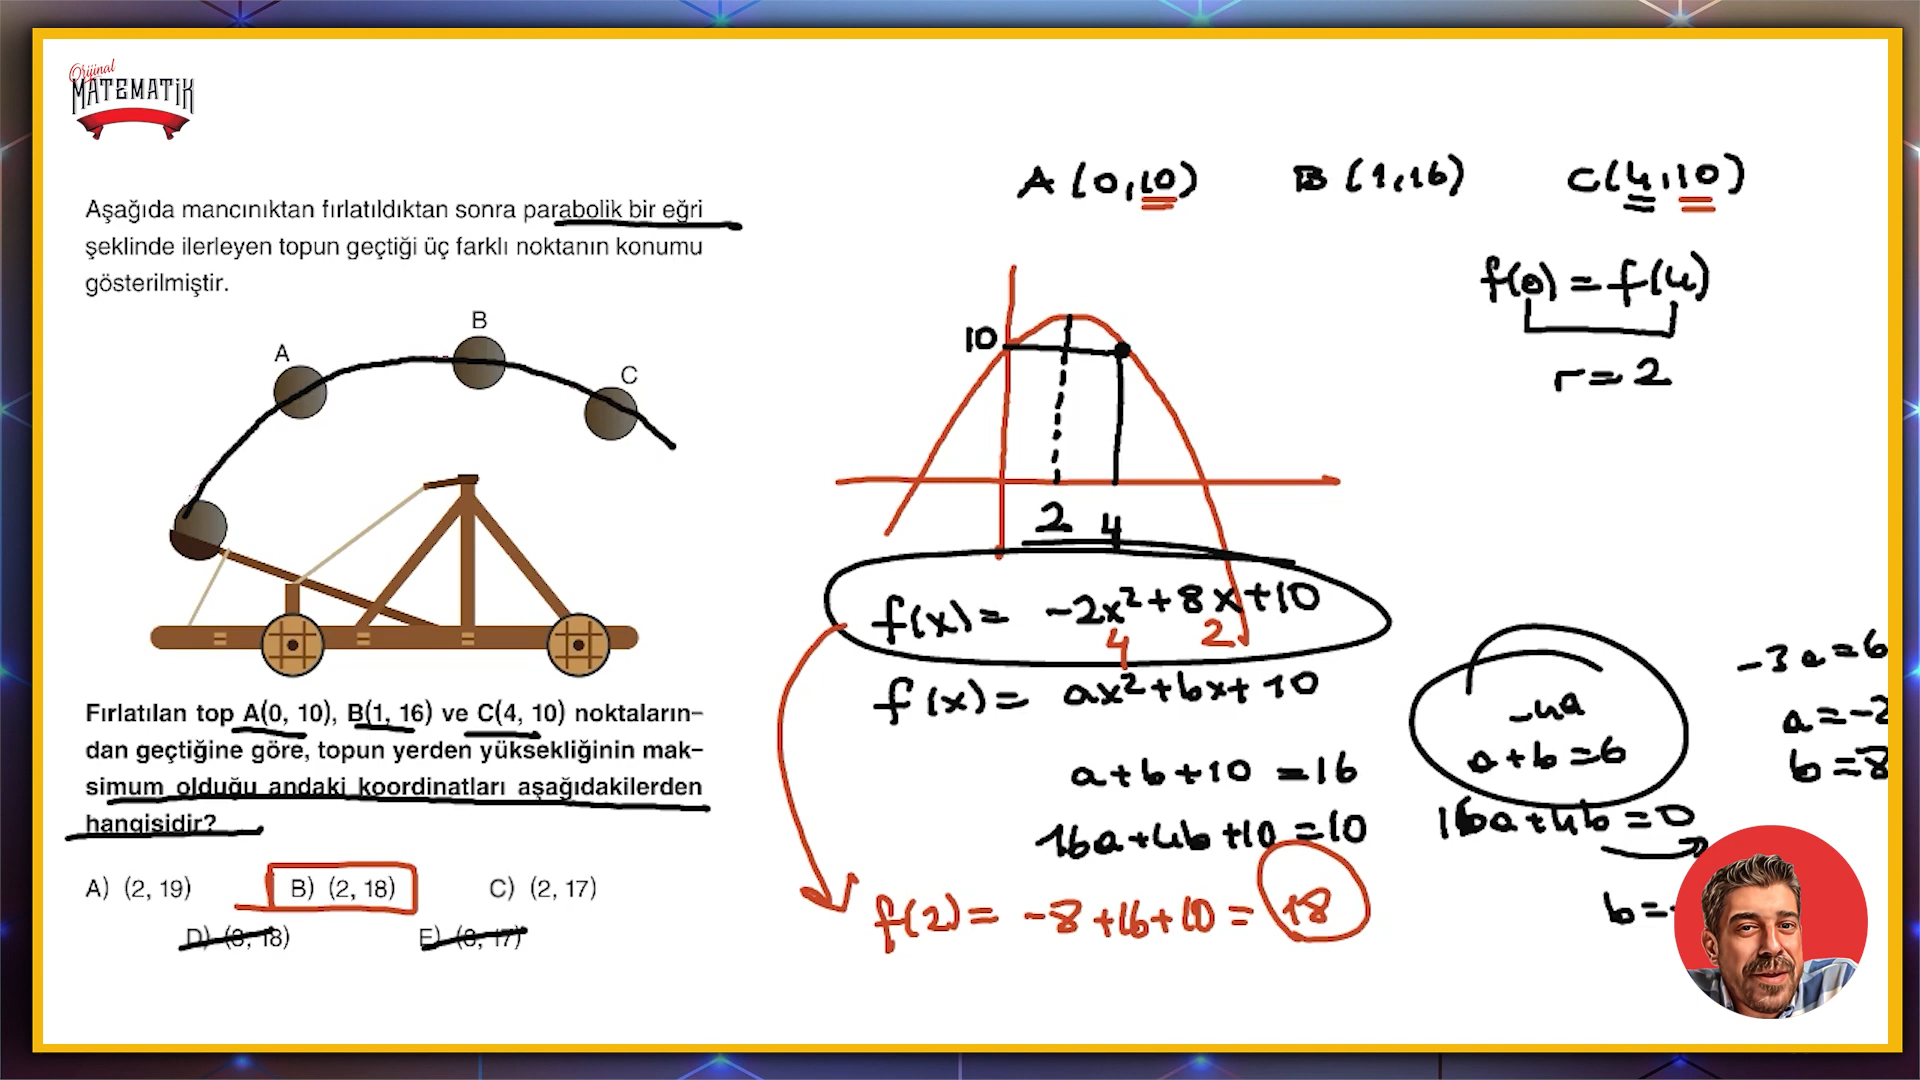 Orijinal
MATEMATİK
Aşağıda mancınıktan fırlatıldıktan sonra parabolik bir eğri
şeklinde ilerleyen topun geçtiği üç farklı noktanın konumu
gösterilmiştir.
A
B
C
Fırlatılan top A(0, 10), B(1, 16) ve C(4, 10) noktaların-
dan geçtiğine göre, topun yerden yüksekliğinin mak-
simum olduğu andaki koordinatları aşağıdakilerden
hangisidir?
A) (2, 19) B) (2, 18) C) (2, 17)
D) (3, 18) E) (3, 17)
A (0,10) B (1,16) C(4,10)
f(0) = f(4)
r = 2
10
2 4
f(x) = -2x²+8x+10
4 2
f(x) = ax²+bx+10
a+b+10 = 16
16a+4b+10 = 10
f(2) = -8+16+10 = 18
-4a
a+b=6
16a+4b=0
b=-
-3a=6
a=-2
b=8